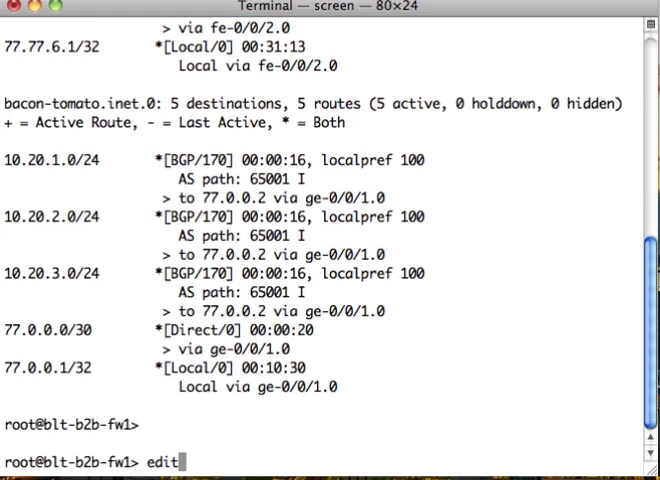 Terminal — screen — 80×24
> via fe-0/0/2.0
77.77.6.1/32 *[Local/0] 00:31:13
Local via fe-0/0/2.0
bacon-tomato.inet.0: 5 destinations, 5 routes (5 active, 0 holddown, 0 hidden)
+ = Active Route, - = Last Active, * = Both
10.20.1.0/24 *[BGP/170] 00:00:16, localpref 100
AS path: 65001 I
> to 77.0.0.2 via ge-0/0/1.0
10.20.2.0/24 *[BGP/170] 00:00:16, localpref 100
AS path: 65001 I
> to 77.0.0.2 via ge-0/0/1.0
10.20.3.0/24 *[BGP/170] 00:00:16, localpref 100
AS path: 65001 I
> to 77.0.0.2 via ge-0/0/1.0
77.0.0.0/30 *[Direct/0] 00:00:20
> via ge-0/0/1.0
77.0.0.1/32 *[Local/0] 00:10:30
Local via ge-0/0/1.0
root@blt-b2b-fw1>
root@blt-b2b-fw1> edit